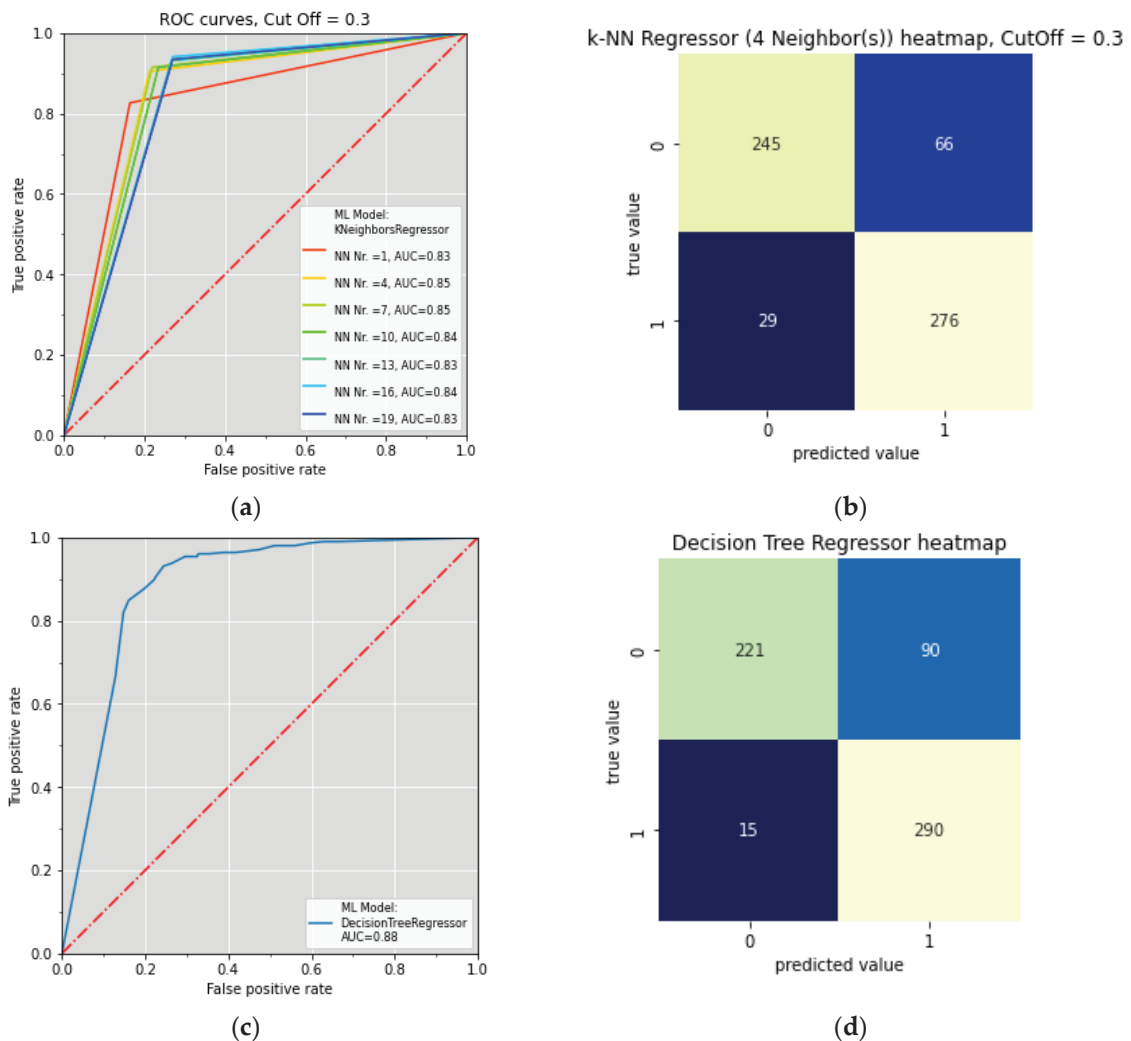 ROC curves, Cut Off = 0.3
1.0
0.8
0.6
0.4
0.2
0.0
True positive rate
ML Model:
KNeighborsRegressor
NN Nr. =1, AUC=0.83
NN Nr. =4, AUC=0.85
NN Nr. =7, AUC=0.85
NN Nr. =10, AUC=0.84
NN Nr. =13, AUC=0.83
NN Nr. =16, AUC=0.84
NN Nr. =19, AUC=0.83
0.0 0.2 0.4 0.6 0.8 1.0
False positive rate
(a)
k-NN Regressor (4 Neighbor(s)) heatmap, CutOff = 0.3
true value
0
245 66
1
29 276
0 1
predicted value
(b)
1.0
0.8
0.6
0.4
0.2
0.0
True positive rate
ML Model:
DecisionTreeRegressor
AUC=0.88
0.0 0.2 0.4 0.6 0.8 1.0
False positive rate
(c)
Decision Tree Regressor heatmap
true value
0
221 90
1
15 290
0 1
predicted value
(d)